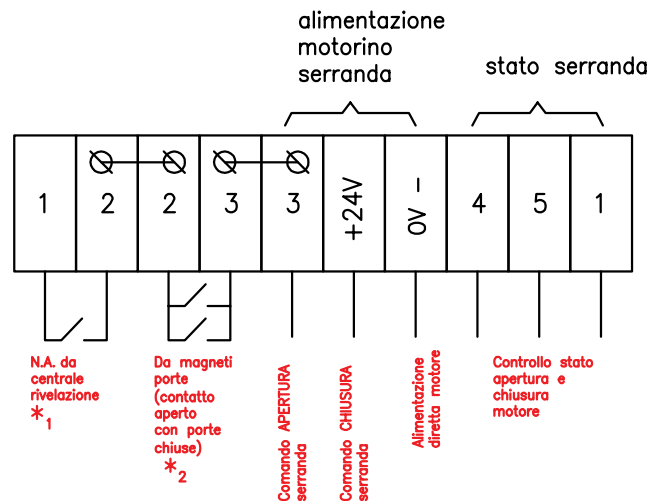 alimentazione
motorino
serranda
stato serranda
1
2
2
3
3
+24V
0V -
4
5
1
N.A. da
centrale
rivelazione
*1
Da magneti
porte
(contatto
aperto
con porte
chiuse)
*2
Comando APERTURA
serranda
Comando CHIUSURA
serranda
Alimentazione
diretta motore
Controllo stato
apertura e
chiusura
motore